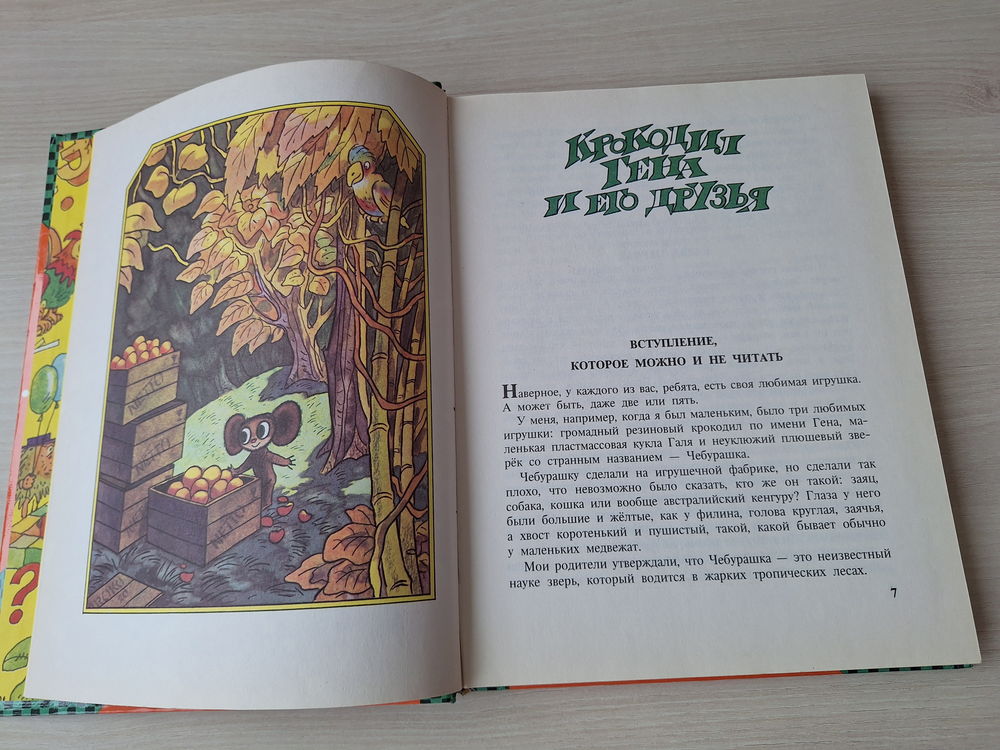 КРОКОДИЛ
ГЕНА
И ЕГО ДРУЗЬЯ
ВСТУПЛЕНИЕ,
КОТОРОЕ МОЖНО И НЕ ЧИТАТЬ
Наверное, у каждого из вас, ребята, есть своя любимая игрушка.
А может быть, даже две или пять.
У меня, например, когда я был маленьким, было три любимых
игрушки: громадный резиновый крокодил по имени Гена, ма-
ленькая пластмассовая кукла Галя и неуклюжий плюшевый зве-
рёк со странным названием — Чебурашка.
Чебурашку сделали на игрушечной фабрике, но сделали так
плохо, что невозможно было сказать, кто же он такой: заяц,
собака, кошка или вообще австралийский кенгуру? Глаза у него
были большие и жёлтые, как у филина, голова круглая, заячья,
а хвост коротенький и пушистый, такой, какой бывает обычно
у маленьких медвежат.
Мои родители утверждали, что Чебурашка — это неизвестный
науке зверь, который водится в жарких тропических лесах.
7
?